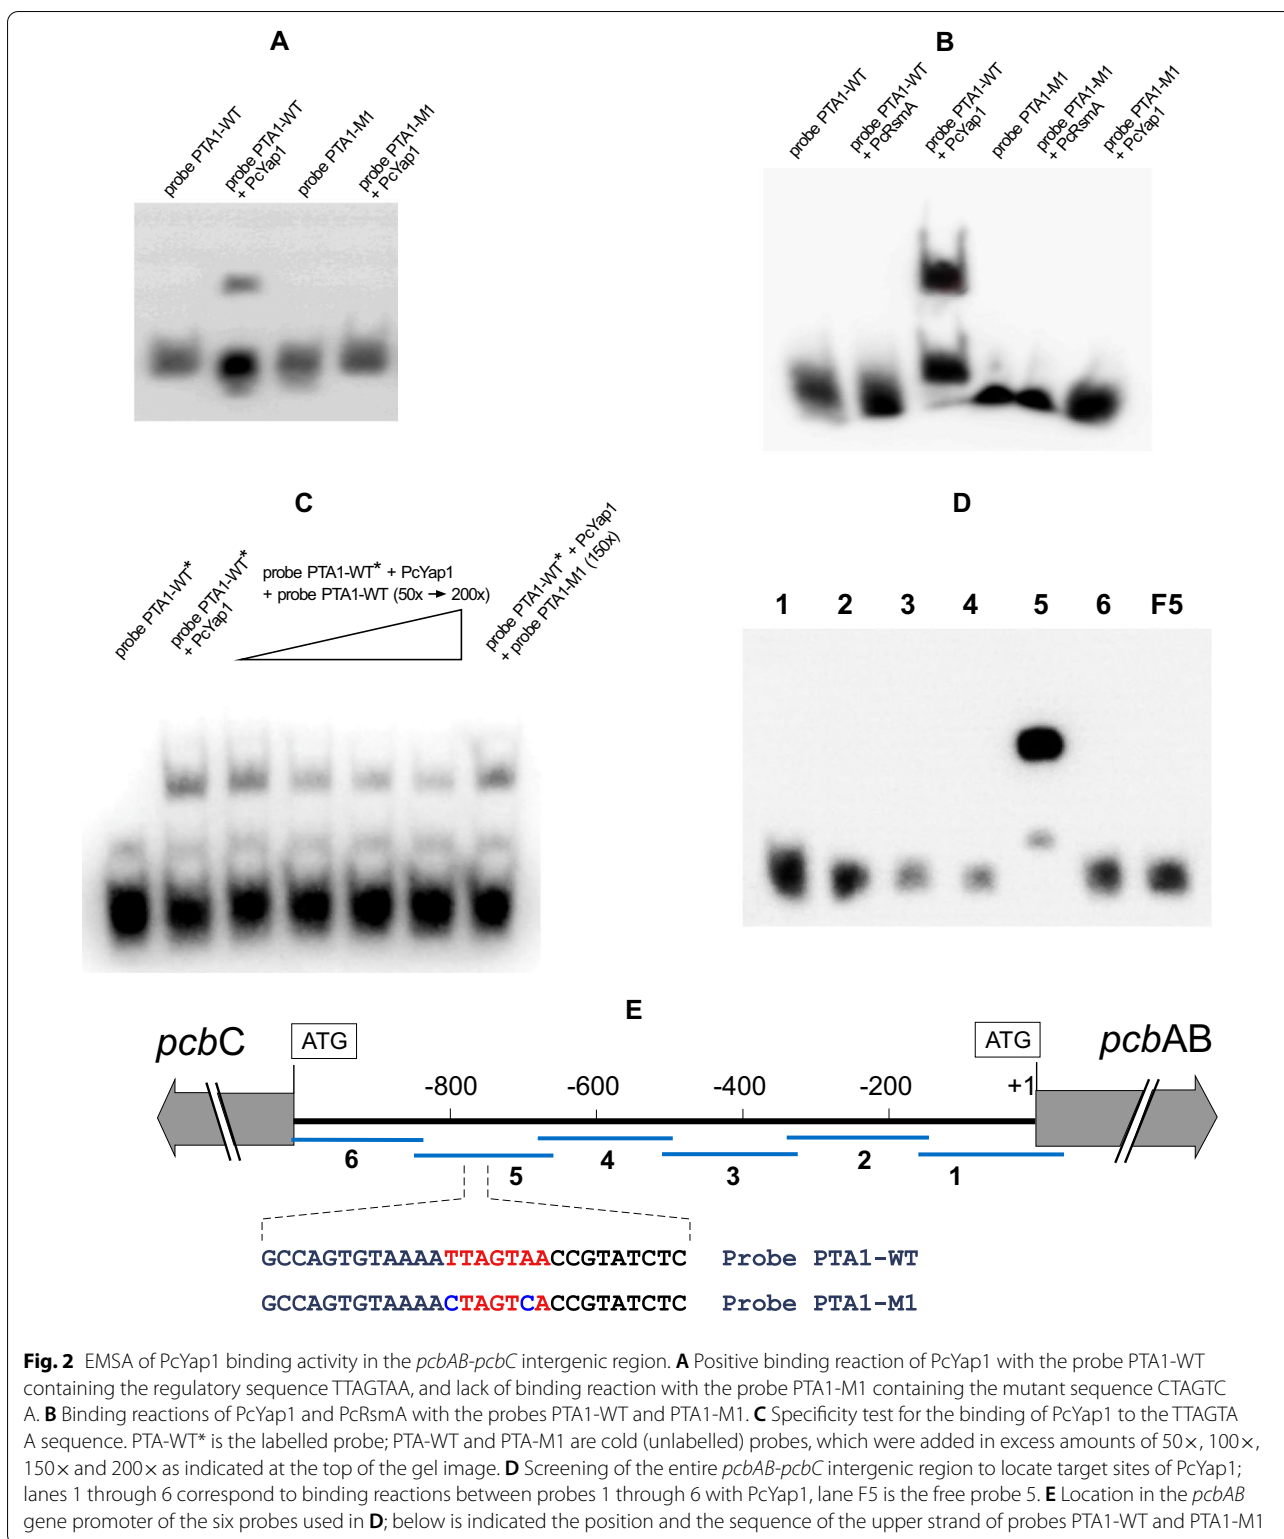 A
probe PTA1-WT
probe PTA1-WT
+ PcYap1
probe PTA1-M1
probe PTA1-M1
+ PcYap1
B
probe PTA1-WT
probe PTA1-WT
+ PcRsmA
probe PTA1-WT
+ PcYap1
probe PTA1-M1
probe PTA1-M1
+ PcRsmA
probe PTA1-M1
+ PcYap1
C
probe PTA1-WT*
probe PTA1-WT*
+ PcYap1
probe PTA1-WT* + PcYap1
+ probe PTA1-WT (50x → 200x)
probe PTA1-WT* + PcYap1
+ probe PTA1-M1 (150x)
D
1 2 3 4 5 6 F5
E
pcbC ATG ATG pcbAB
-800 -600 -400 -200 +1
6 5 4 3 2 1
GCCAGTGTAAAATTAGTAACCGTATCTC Probe PTA1-WT
GCCAGTGTAAAACTAGTCACCGTATCTC Probe PTA1-M1
Fig. 2 EMSA of PcYap1 binding activity in the pcbAB-pcbC intergenic region. A Positive binding reaction of PcYap1 with the probe PTA1-WT
containing the regulatory sequence TTAGTAA, and lack of binding reaction with the probe PTA1-M1 containing the mutant sequence CTAGTC
A. B Binding reactions of PcYap1 and PcRsmA with the probes PTA1-WT and PTA1-M1. C Specificity test for the binding of PcYap1 to the TTAGTA
A sequence. PTA-WT* is the labelled probe; PTA-WT and PTA-M1 are cold (unlabelled) probes, which were added in excess amounts of 50×, 100×,
150× and 200× as indicated at the top of the gel image. D Screening of the entire pcbAB-pcbC intergenic region to locate target sites of PcYap1;
lanes 1 through 6 correspond to binding reactions between probes 1 through 6 with PcYap1, lane F5 is the free probe 5. E Location in the pcbAB
gene promoter of the six probes used in D; below is indicated the position and the sequence of the upper strand of probes PTA1-WT and PTA1-M1